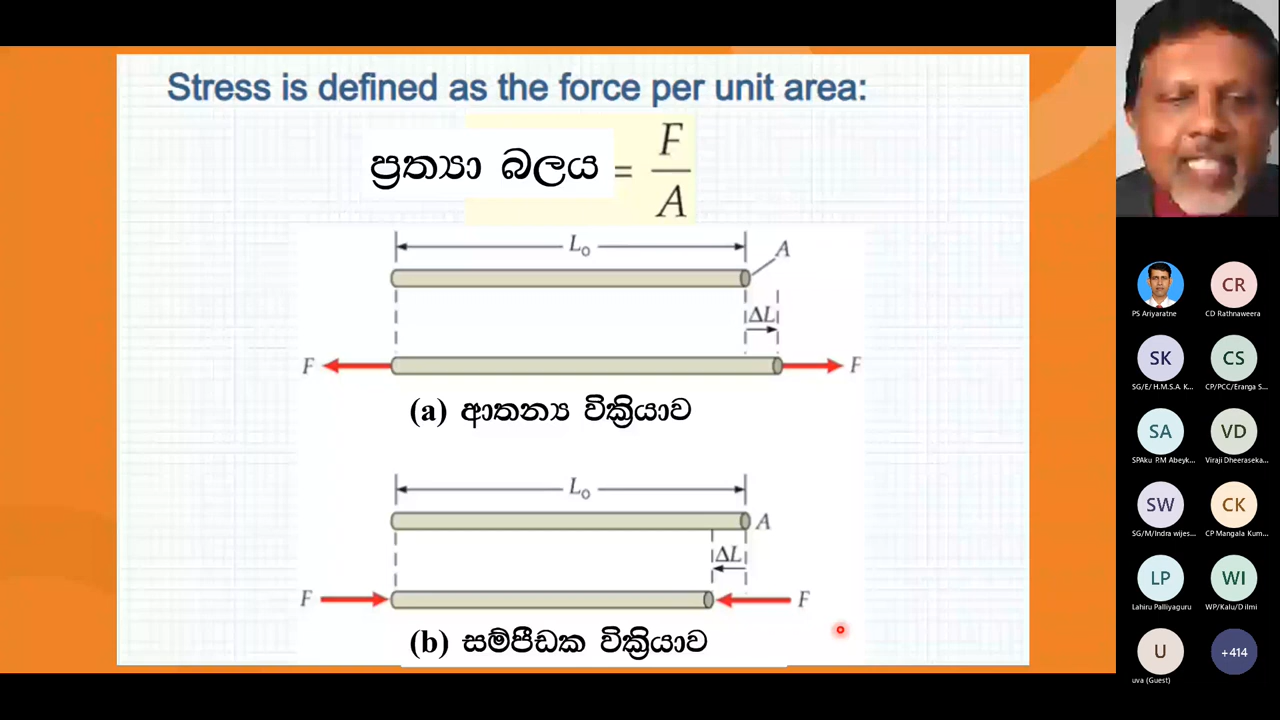 Stress is defined as the force per unit area:
ප්‍රත්‍යා බලය = F/A
L₀
A
ΔL
F
F
(a) ආතන්‍ය වික්‍රියාව
L₀
A
ΔL
F
F
(b) සම්පීඩක වික්‍රියාව
CR
PS Ariyaratne
CD Rathnaweera
SK
CS
SG/E/ H.M.S.A. K...
CP/PCC/Eranga S...
SA
VD
SPAku P.M Abeyk...
Viraji Dheeraseka...
SW
CK
SG/M/Indra wijes...
CP Mangala Kum...
LP
WI
Lahiru Palliyaguru
WP/Kalu/D ilmi
U
+414
uva (Guest)